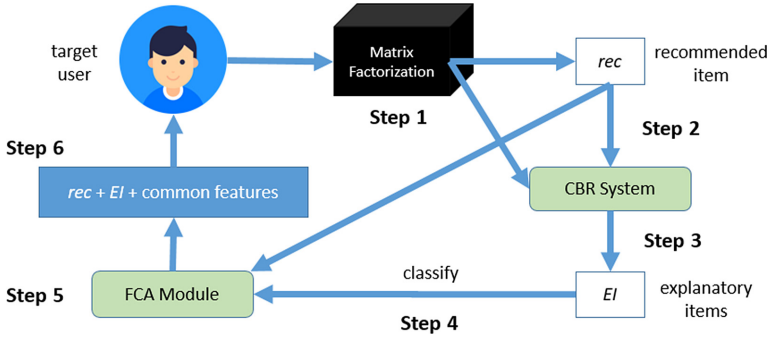 target
user
Matrix
Factorization
rec
recommended
item
Step 1
Step 2
Step 6
rec + EI + common features
CBR System
Step 3
classify
Step 5
FCA Module
EI
explanatory
items
Step 4